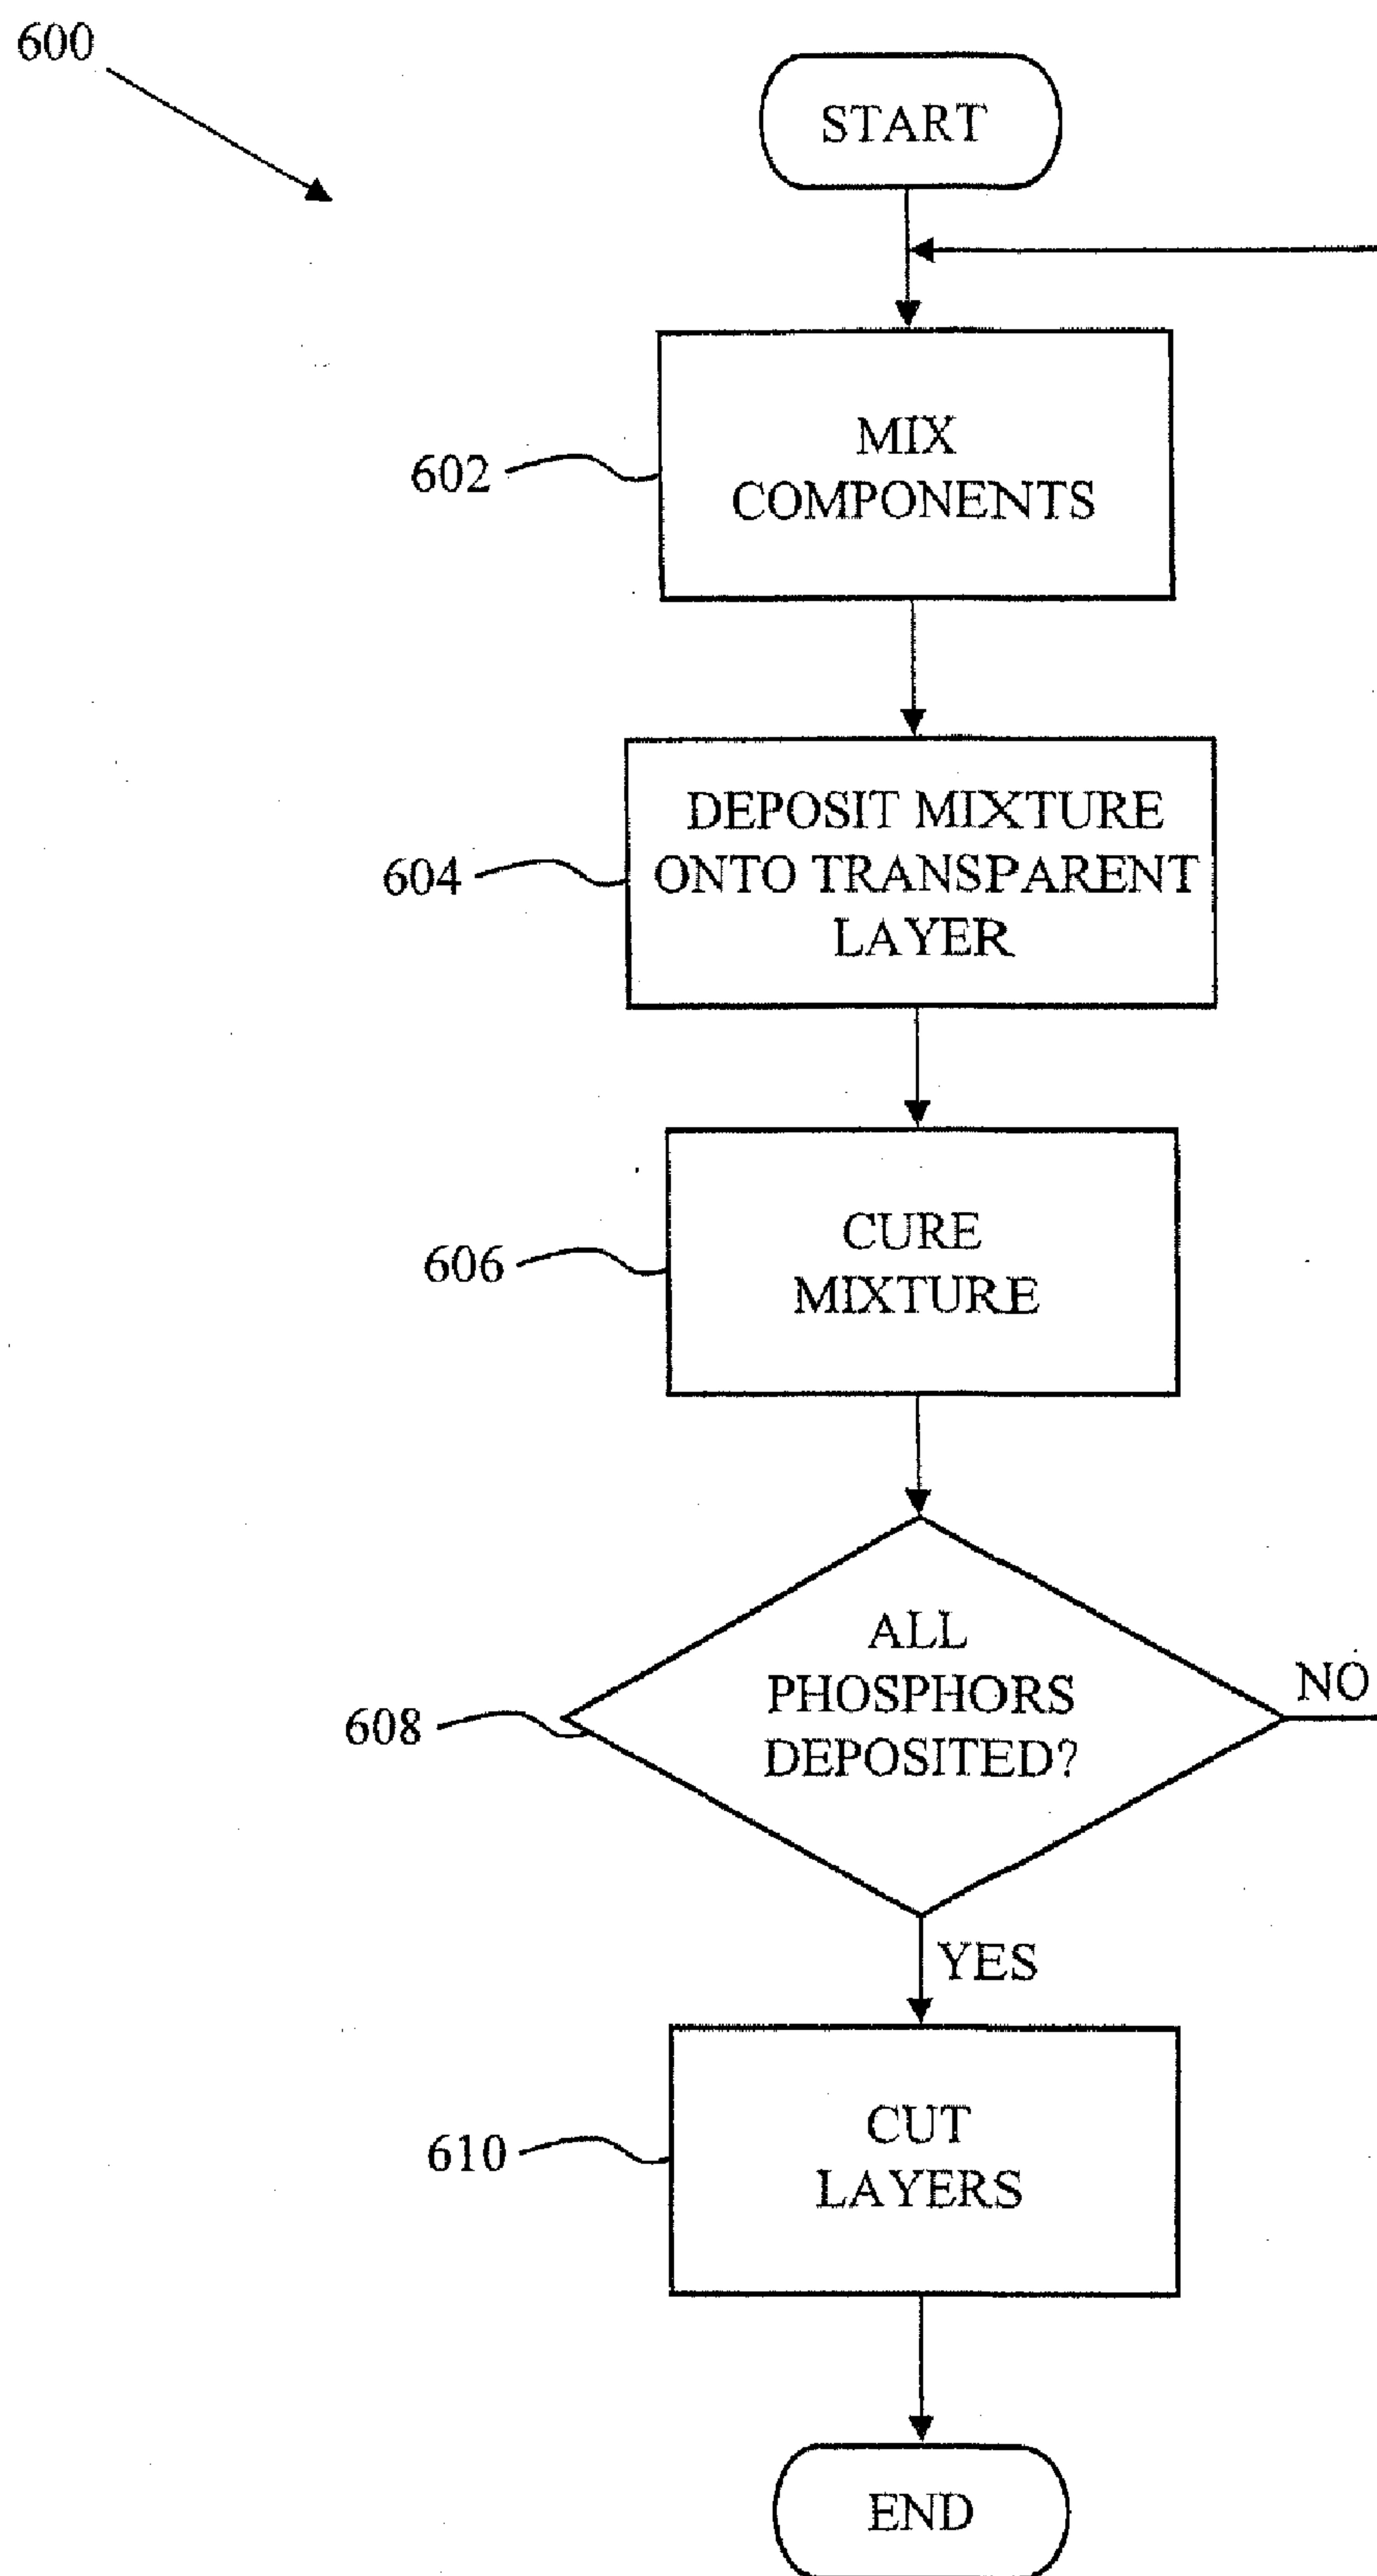 600
START
602
MIX
COMPONENTS
604
DEPOSIT MIXTURE
ONTO TRANSPARENT
LAYER
606
CURE
MIXTURE
608
ALL
PHOSPHORS
DEPOSITED?
NO
YES
610
CUT
LAYERS
END